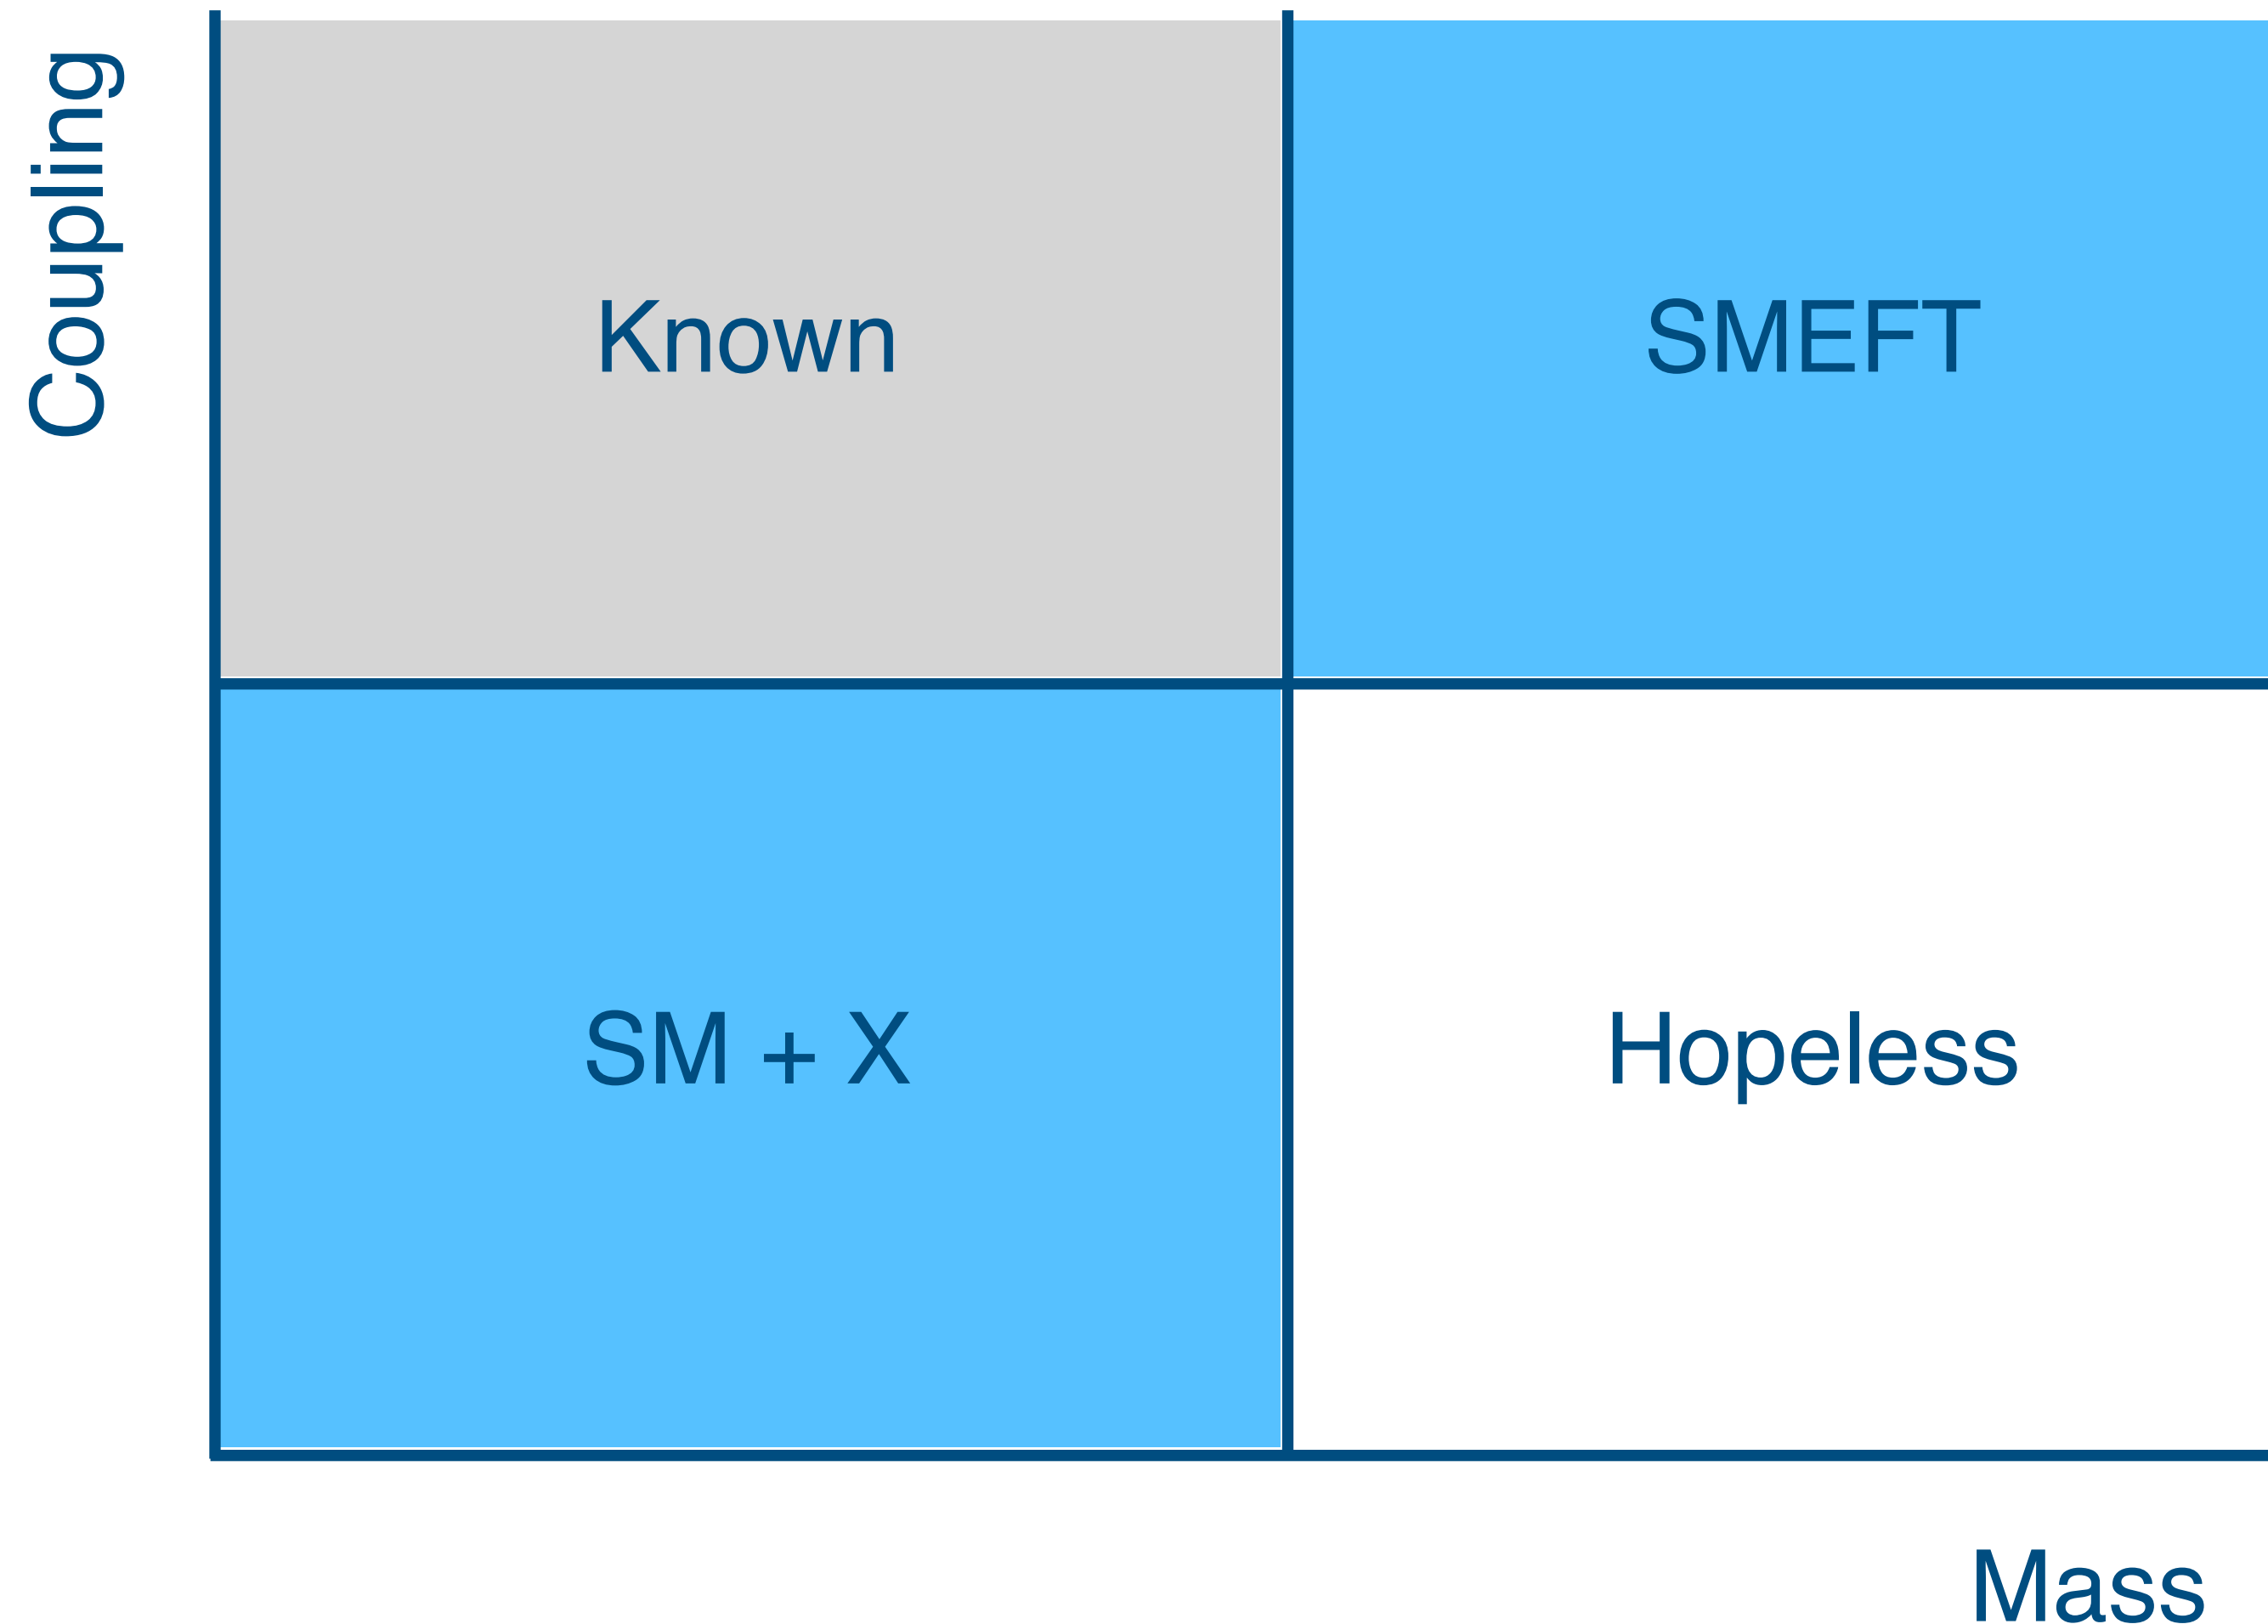 Coupling
Known
SMEFT
SM + X
Hopeless
Mass